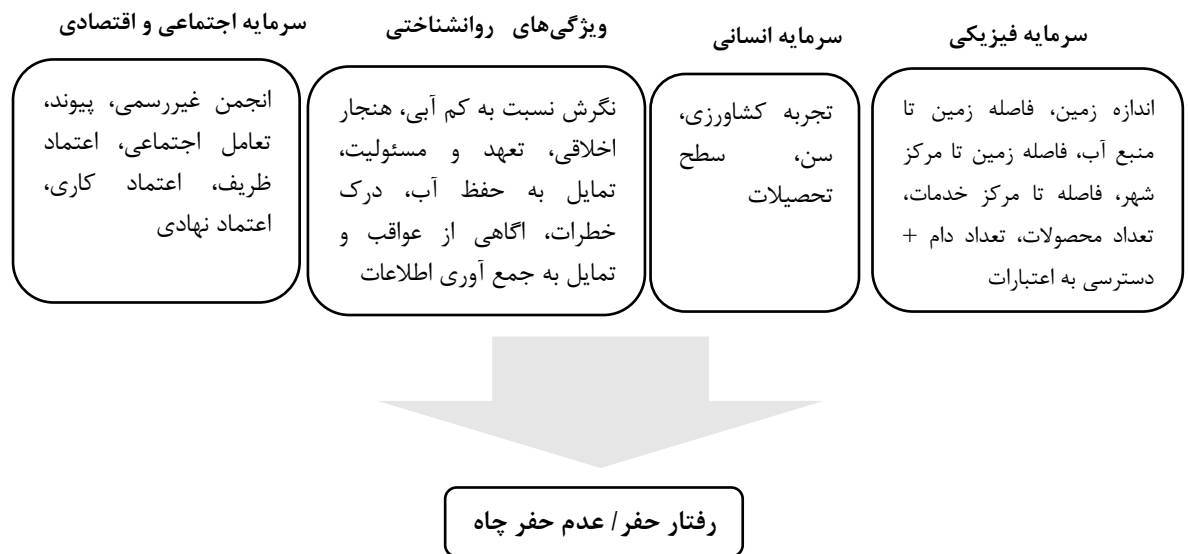 سرمایه فیزیکی
اندازه زمین، فاصله زمین تا
منبع آب، فاصله زمین تا مرکز
شهر، فاصله تا مرکز خدمات،
تعداد محصولات، تعداد دام +
دسترسی به اعتبارات
سرمایه انسانی
تجربه کشاورزی،
سن، سطح
تحصیلات
ویژگی‌های روانشناختی
نگرش نسبت به کم آبی، هنجار
اخلاقی، تعهد و مسئولیت،
تمایل به حفظ آب، درک
خطرات، اگاهی از عواقب و
تمایل به جمع آوری اطلاعات
سرمایه اجتماعی و اقتصادی
انجمن غیررسمی، پیوند،
تعامل اجتماعی، اعتماد
ظریف، اعتماد کاری،
اعتماد نهادی
رفتار حفر/ عدم حفر چاه